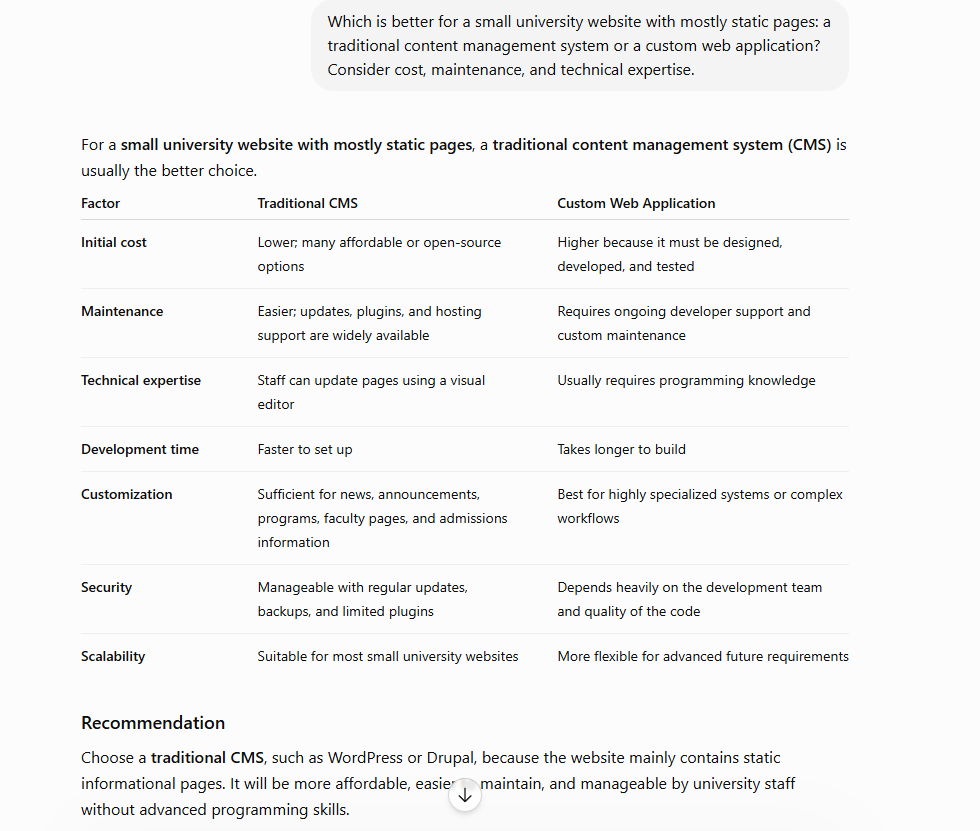 Which is better for a small university website with mostly static pages: a
traditional content management system or a custom web application?
Consider cost, maintenance, and technical expertise.
For a small university website with mostly static pages, a traditional content management system (CMS) is
usually the better choice.
Factor Traditional CMS Custom Web Application
Initial cost Lower; many affordable or open-source Higher because it must be designed,
options developed, and tested
Maintenance Easier; updates, plugins, and hosting Requires ongoing developer support and
support are widely available custom maintenance
Technical expertise Staff can update pages using a visual Usually requires programming knowledge
editor
Development time Faster to set up Takes longer to build
Customization Sufficient for news, announcements, Best for highly specialized systems or complex
programs, faculty pages, and admissions workflows
information
Security Manageable with regular updates, Depends heavily on the development team
backups, and limited plugins and quality of the code
Scalability Suitable for most small university websites More flexible for advanced future requirements
Recommendation
Choose a traditional CMS, such as WordPress or Drupal, because the website mainly contains static
informational pages. It will be more affordable, easie maintain, and manageable by university staff
without advanced programming skills.